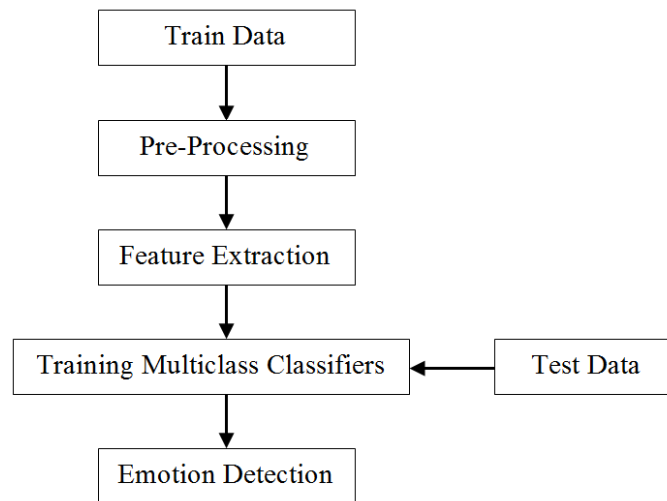 Train Data
Pre-Processing
Feature Extraction
Training Multiclass Classifiers
Test Data
Emotion Detection